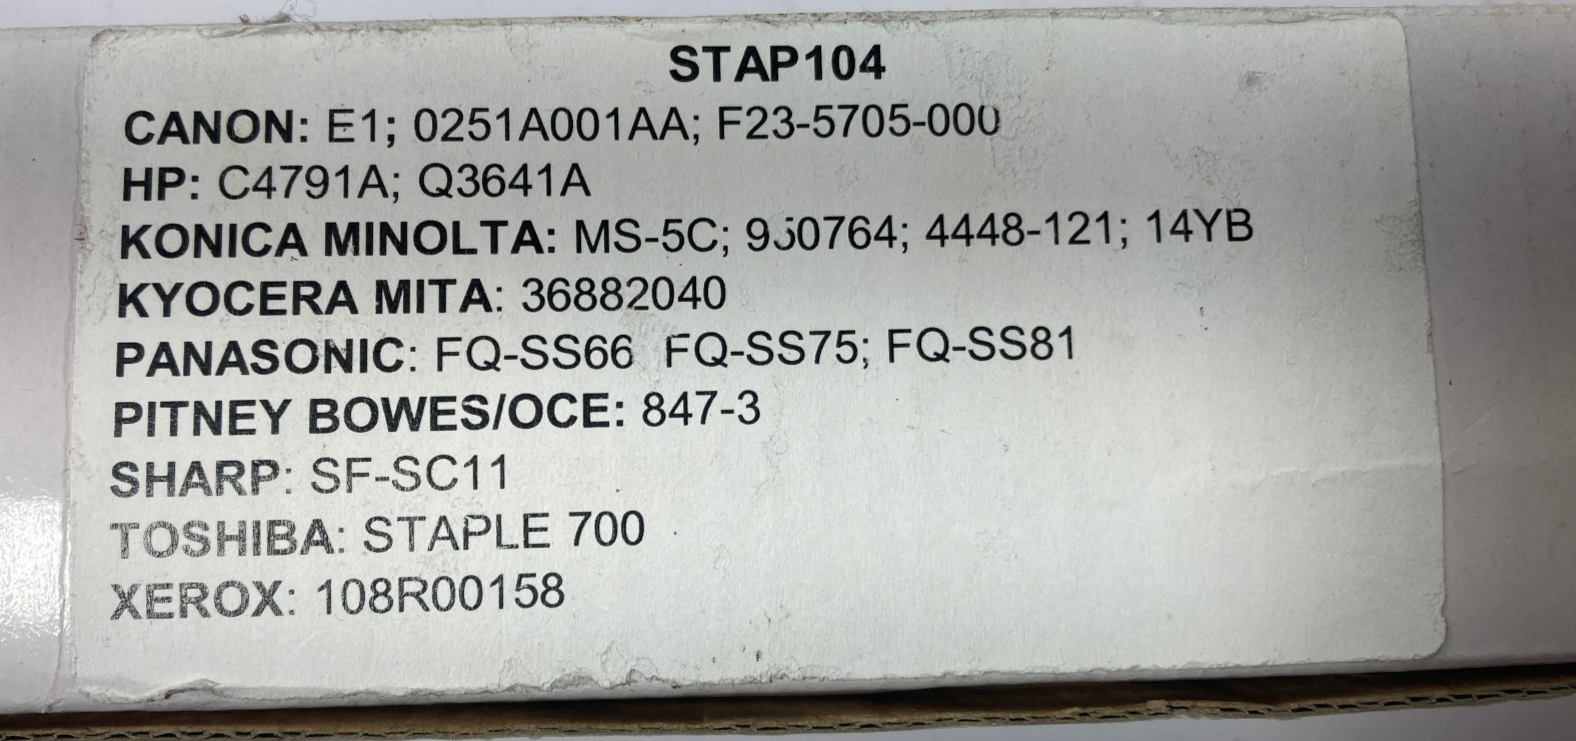 STAP104
CANON: E1; 0251A001AA; F23-5705-000
HP: C4791A; Q3641A
KONICA MINOLTA: MS-5C; 4448-121; 14YB
KYOCERA MITA: 36882040
PANASONIC: FQ-SS66 FQ-SS75; FQ-SS81
PITNEY BOWES/OCE: 847-3
SHARP: SF-SC11
TOSHIBA: STAPLE 700
XEROX: 108R00158